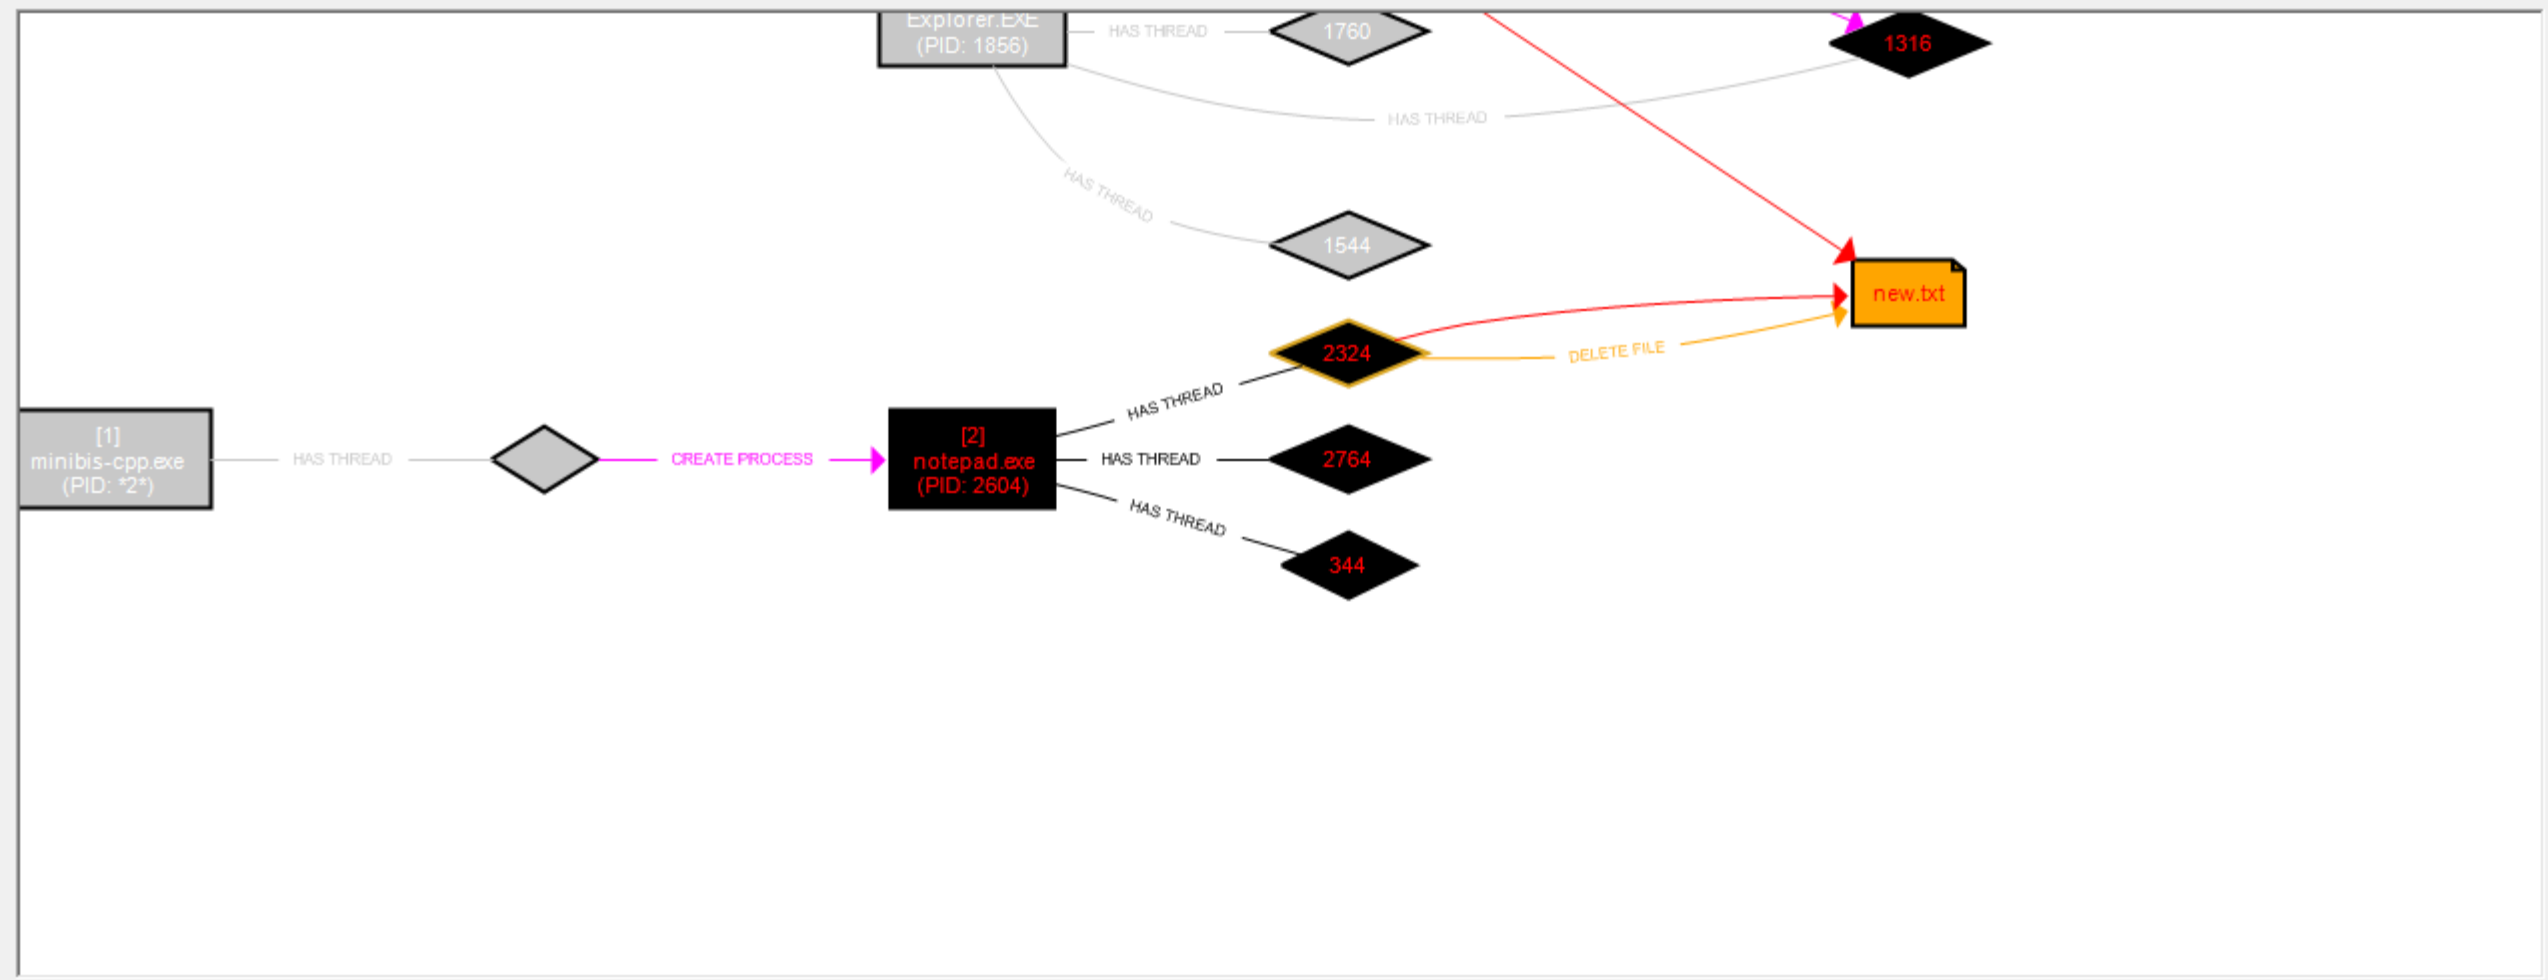 Explorer.EXE
(PID: 1856)
HAS THREAD
1760
1316
HAS THREAD
HAS THREAD
1544
new.txt
2324
DELETE FILE
HAS THREAD
[1]
minibis-cpp.exe
(PID: *2*)
HAS THREAD
CREATE PROCESS
[2]
notepad.exe
(PID: 2604)
HAS THREAD
2764
HAS THREAD
344